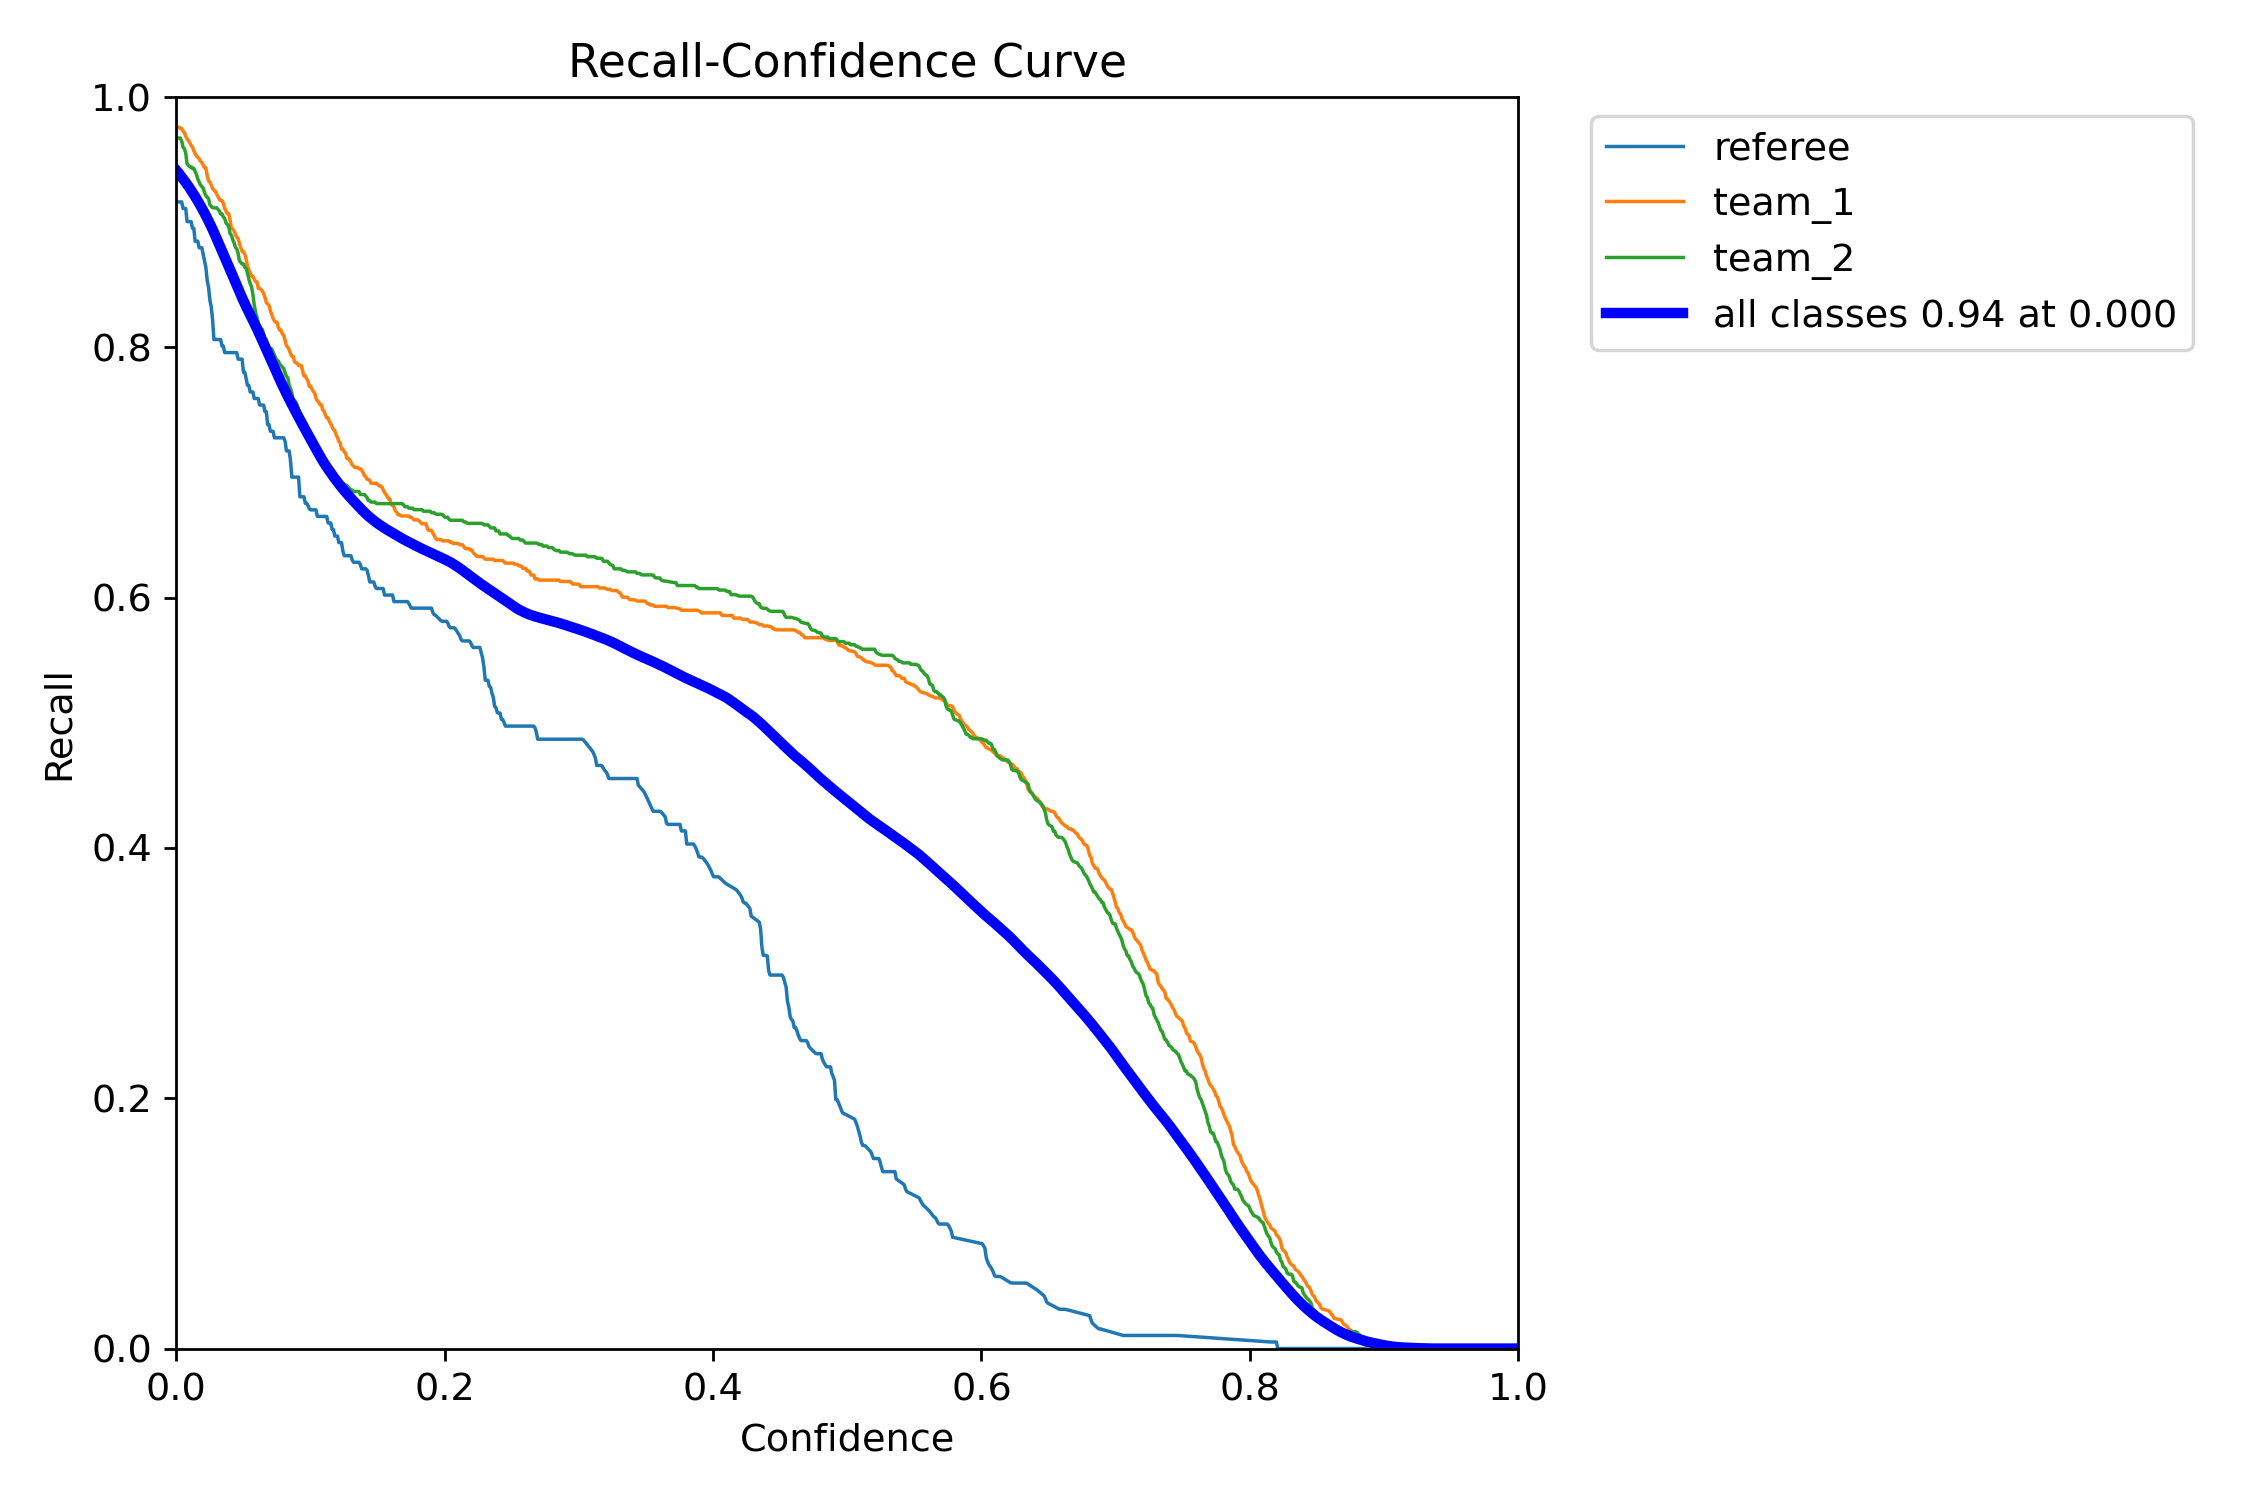 Recall-Confidence Curve
1.0
0.8
0.6
0.4
0.2
0.0
Recall
0.0 0.2 0.4 0.6 0.8 1.0
Confidence
referee
team_1
team_2
all classes 0.94 at 0.000